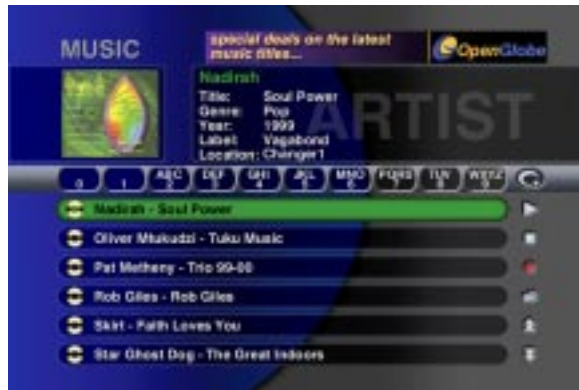 MUSIC
special deals on the latest
music titles...
OpenGlobe
ARTIST
Nadirah
Title: Soul Power
Genre: Pop
Year: 1999
Label: Vagabond
Location: Changer1
0
1
ABC 2
DEF 3
GHI 4
JKL 5
MNO 6
PQRS 7
TUV 8
WXYZ 9
Nadirah - Soul Power
Oliver Mtukudzi - Tuku Music
Pat Metheny - Trio 99-00
Rob Giles - Rob Giles
Skirt - Faith Loves You
Star Ghost Dog - The Great Indoors